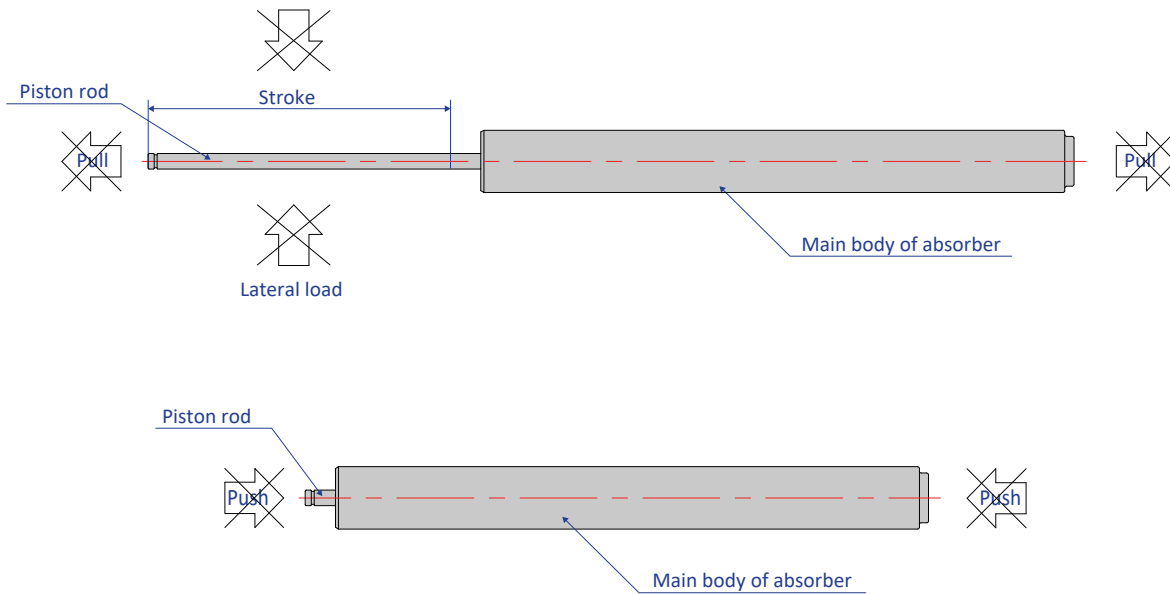 Piston rod
Stroke
Pull
Pull
Main body of absorber
Lateral load
Piston rod
Push
Push
Main body of absorber